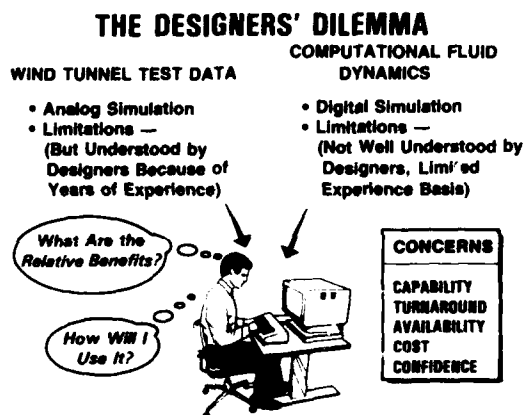 THE DESIGNERS' DILEMMA
WIND TUNNEL TEST DATA
• Analog Simulation
• Limitations —
(But Understood by
Designers Because of
Years of Experience)
COMPUTATIONAL FLUID
DYNAMICS
• Digital Simulation
• Limitations —
(Not Well Understood by
Designers, Limited
Experience Basis)
What Are the
Relative Benefits?
How Will I
Use It?
CONCERNS
CAPABILITY
TURNAROUND
AVAILABILITY
COST
CONFIDENCE